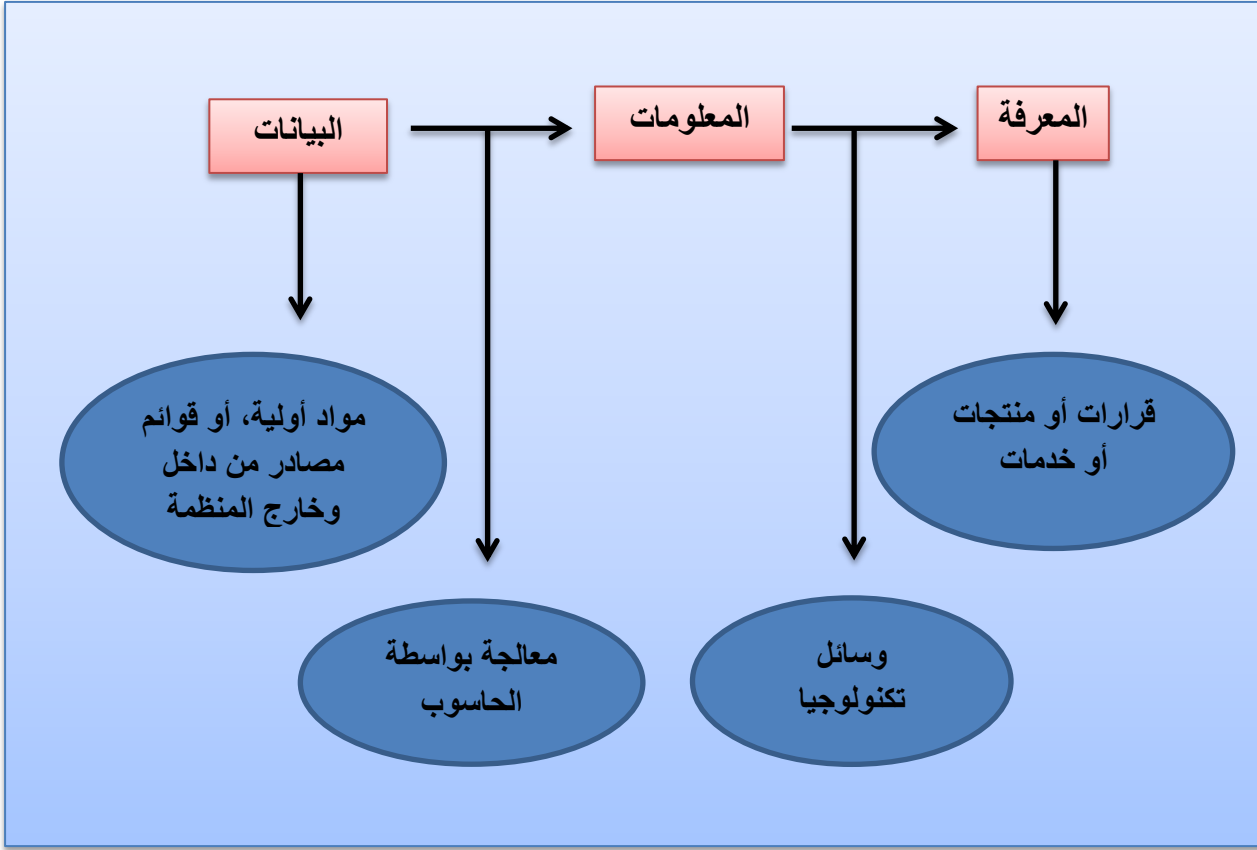 البيانات
المعلومات
المعرفة
مواد أولية، أو قوائم
مصادر من داخل
وخارج المنظمة
معالجة بواسطة
الحاسوب
وسائل
تكنولوجيا
قرارات أو منتجات
أو خدمات